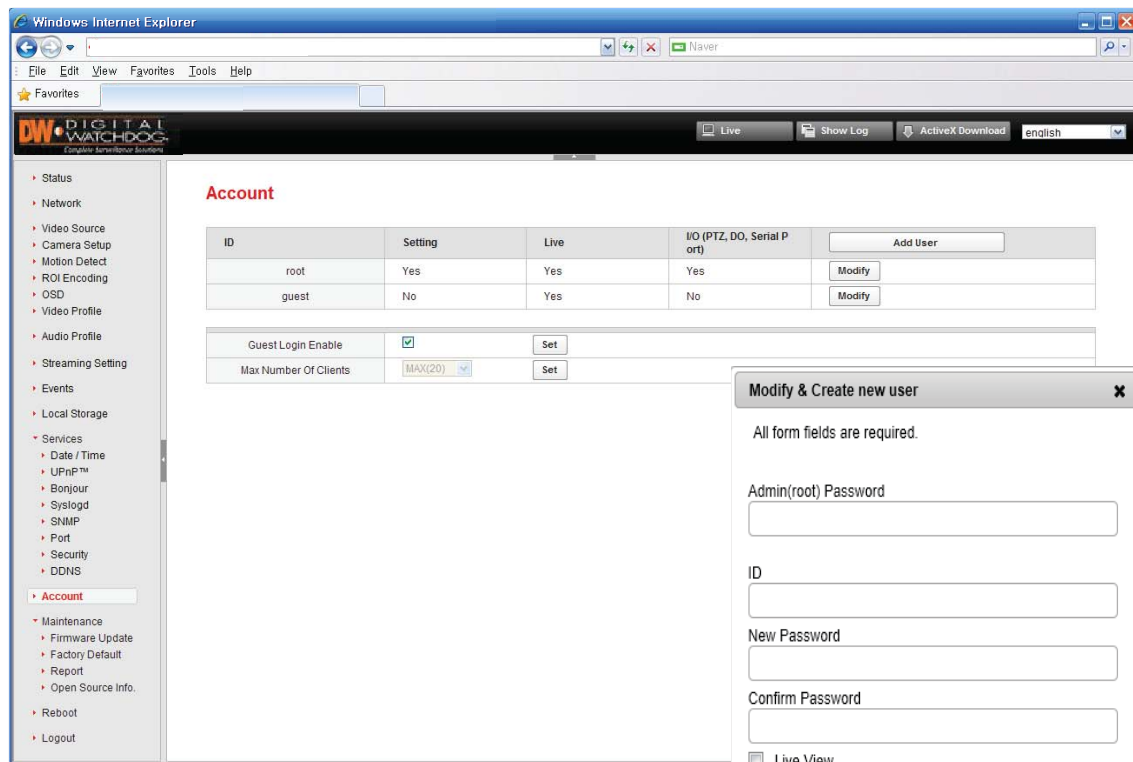 Windows Internet Explorer
Naver
File Edit View Favorites Tools Help
Favorites
DW DIGITAL WATCHDOG
Complete Surveillance Solutions
Live
Show Log
ActiveX Download
english
Status
Network
Video Source
Camera Setup
Motion Detect
ROI Encoding
OSD
Video Profile
Audio Profile
Streaming Setting
Events
Local Storage
Services
Date / Time
UPnP™
Bonjour
Syslogd
SNMP
Port
Security
DDNS
Account
Maintenance
Firmware Update
Factory Default
Report
Open Source Info.
Reboot
Logout
Account
ID Setting Live I/O (PTZ, DO, Serial P
ort) Add User
root Yes Yes Yes Modify
guest No Yes No Modify
Guest Login Enable Set
Max Number Of Clients MAX(20) Set
Modify & Create new user
All form fields are required.
Admin(root) Password
ID
New Password
Confirm Password
Live View